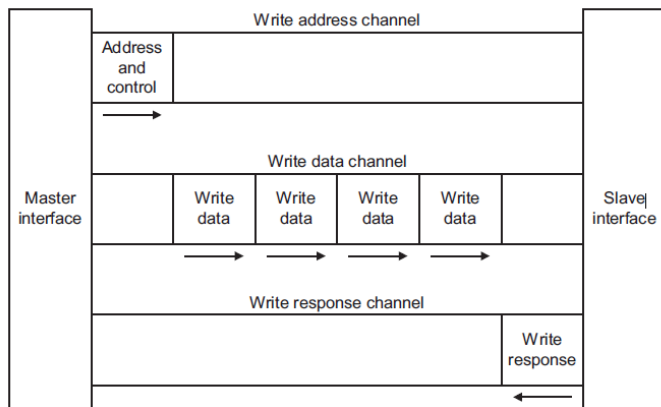 Write address channel
Address
and
control
Write data channel
Master
interface
Write
data
Write
data
Write
data
Write
data
Slave|
interface
Write response channel
Write
response